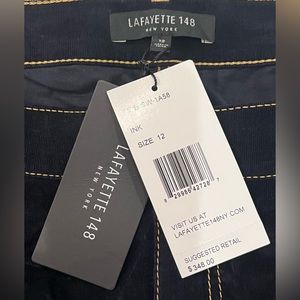 LAFAYETTE 148
NEW YORK
12
INK
SIZE 12
VISIT US AT
LAFAYETTE148NY.COM
SUGGESTED RETAIL
$348.00
LAFAYETTE 148
NEW YORK